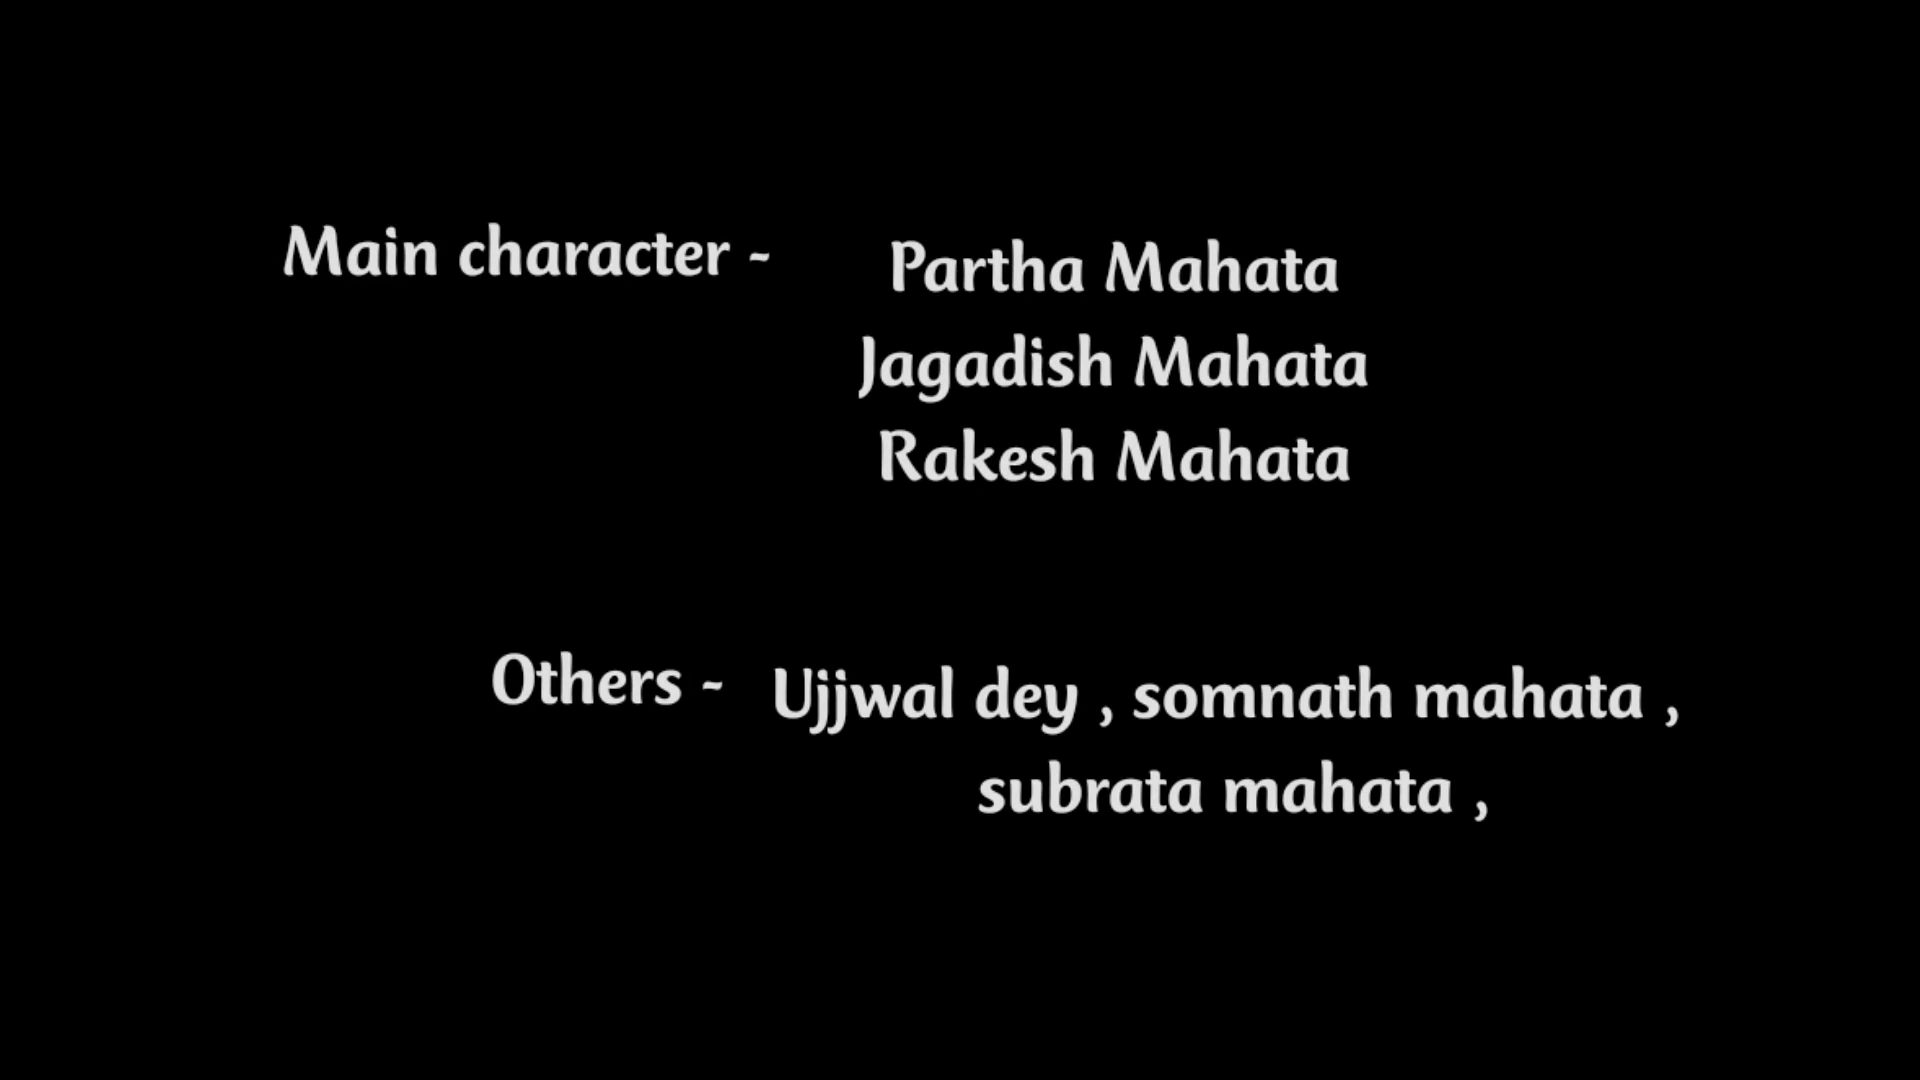 Main character - Partha Mahata
Jagadish Mahata
Rakesh Mahata
Others - Ujjwal dey , somnath mahata ,
subrata mahata ,